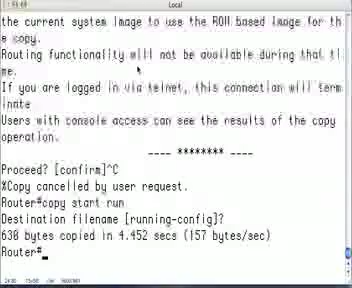 Local
the current system image to use the ROM based image for th
e copy.
Routing functionality will not be available during that ti
me.
If you are logged in via telnet, this connection will term
inate
Users with console access can see the results of the copy
operation.
---- ******** ----
Proceed? [confirm]^C
%Copy cancelled by user request.
Router#copy start run
Destination filename [running-config]?
630 bytes copied in 4.452 secs (157 bytes/sec)
Router#